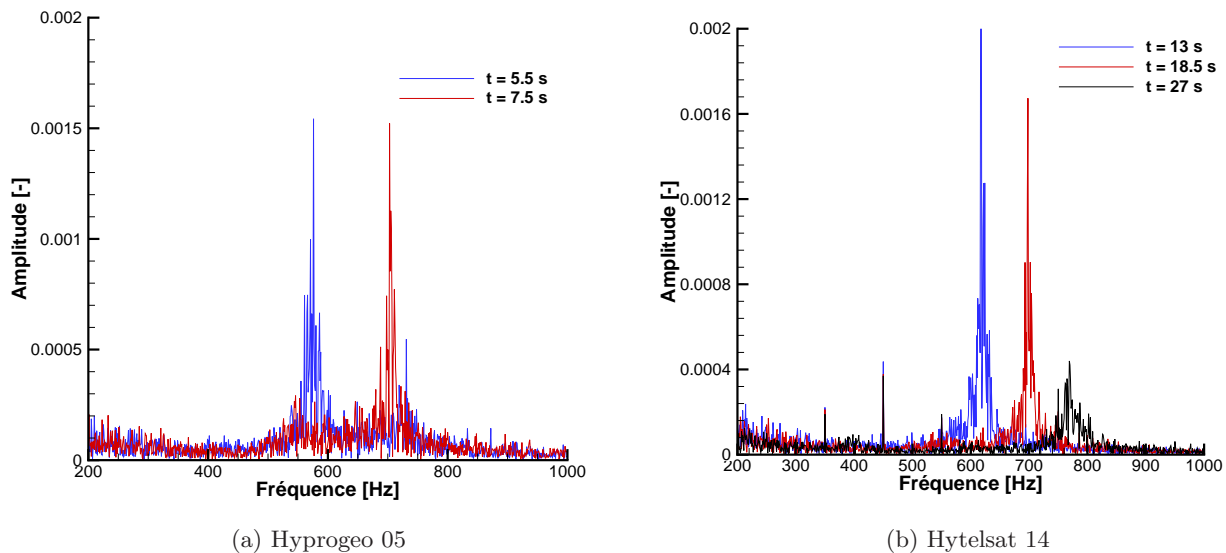 0.002
0.0015
0.001
0.0005
0
Amplitude [-]
t = 5.5 s
t = 7.5 s
200 400 600 800 1000
Fréquence [Hz]
(a) Hyprogeo 05
0.002
0.0016
0.0012
0.0008
0.0004
0
Amplitude [-]
t = 13 s
t = 18.5 s
t = 27 s
200 300 400 500 600 700 800 900 1000
Fréquence [Hz]
(b) Hytelsat 14